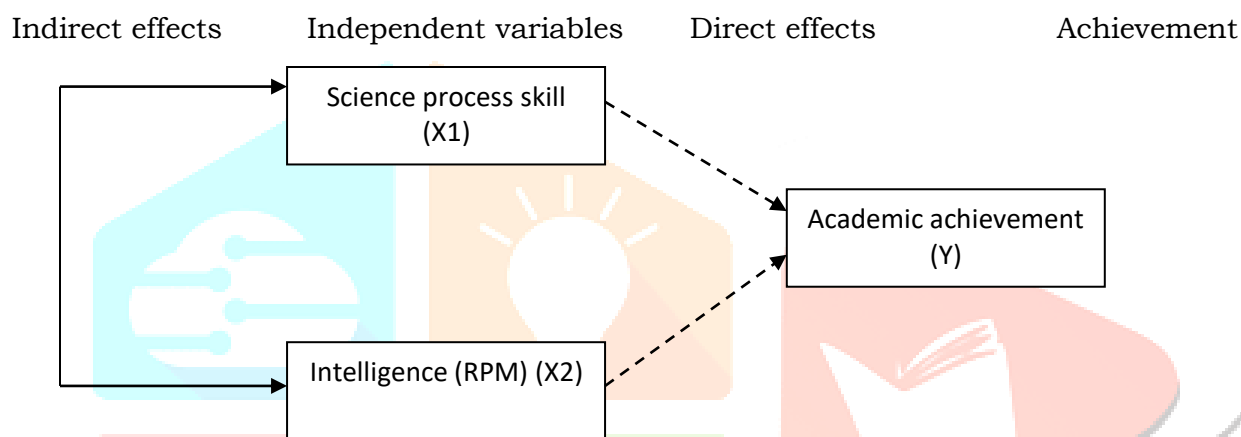 Indirect effects Independent variables Direct effects Achievement
Science process skill
(X1)
Academic achievement
(Y)
Intelligence (RPM) (X2)